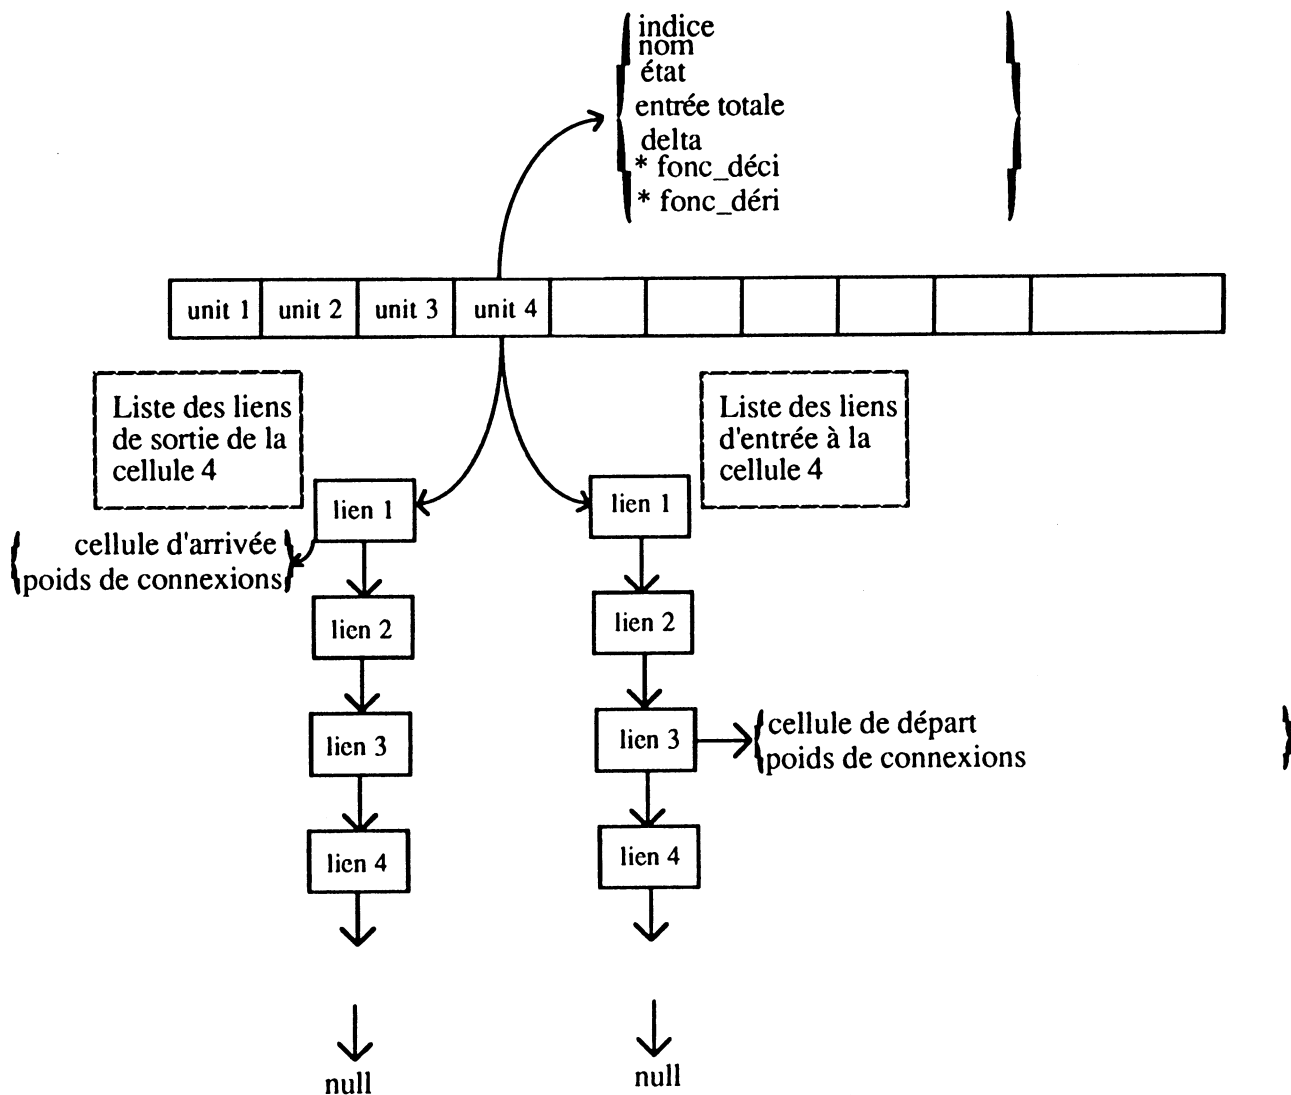 indice
nom
état
entrée totale
delta
* fonc_déci
* fonc_déri
unit 1 unit 2 unit 3 unit 4
Liste des liens
de sortie de la
cellule 4
Liste des liens
d'entrée à la
cellule 4
lien 1
lien 1
cellule d'arrivée
poids de connexions
lien 2
lien 2
lien 3
lien 3
cellule de départ
poids de connexions
lien 4
lien 4
null
null